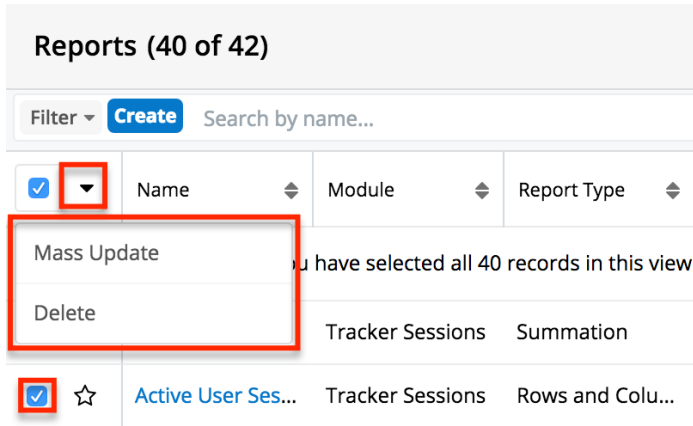 Reports (40 of 42)
Filter Create Search by name...
Name Module Report Type
Mass Update
u have selected all 40 records in this view
Delete
Tracker Sessions Summation
Active User Ses... Tracker Sessions Rows and Colu...